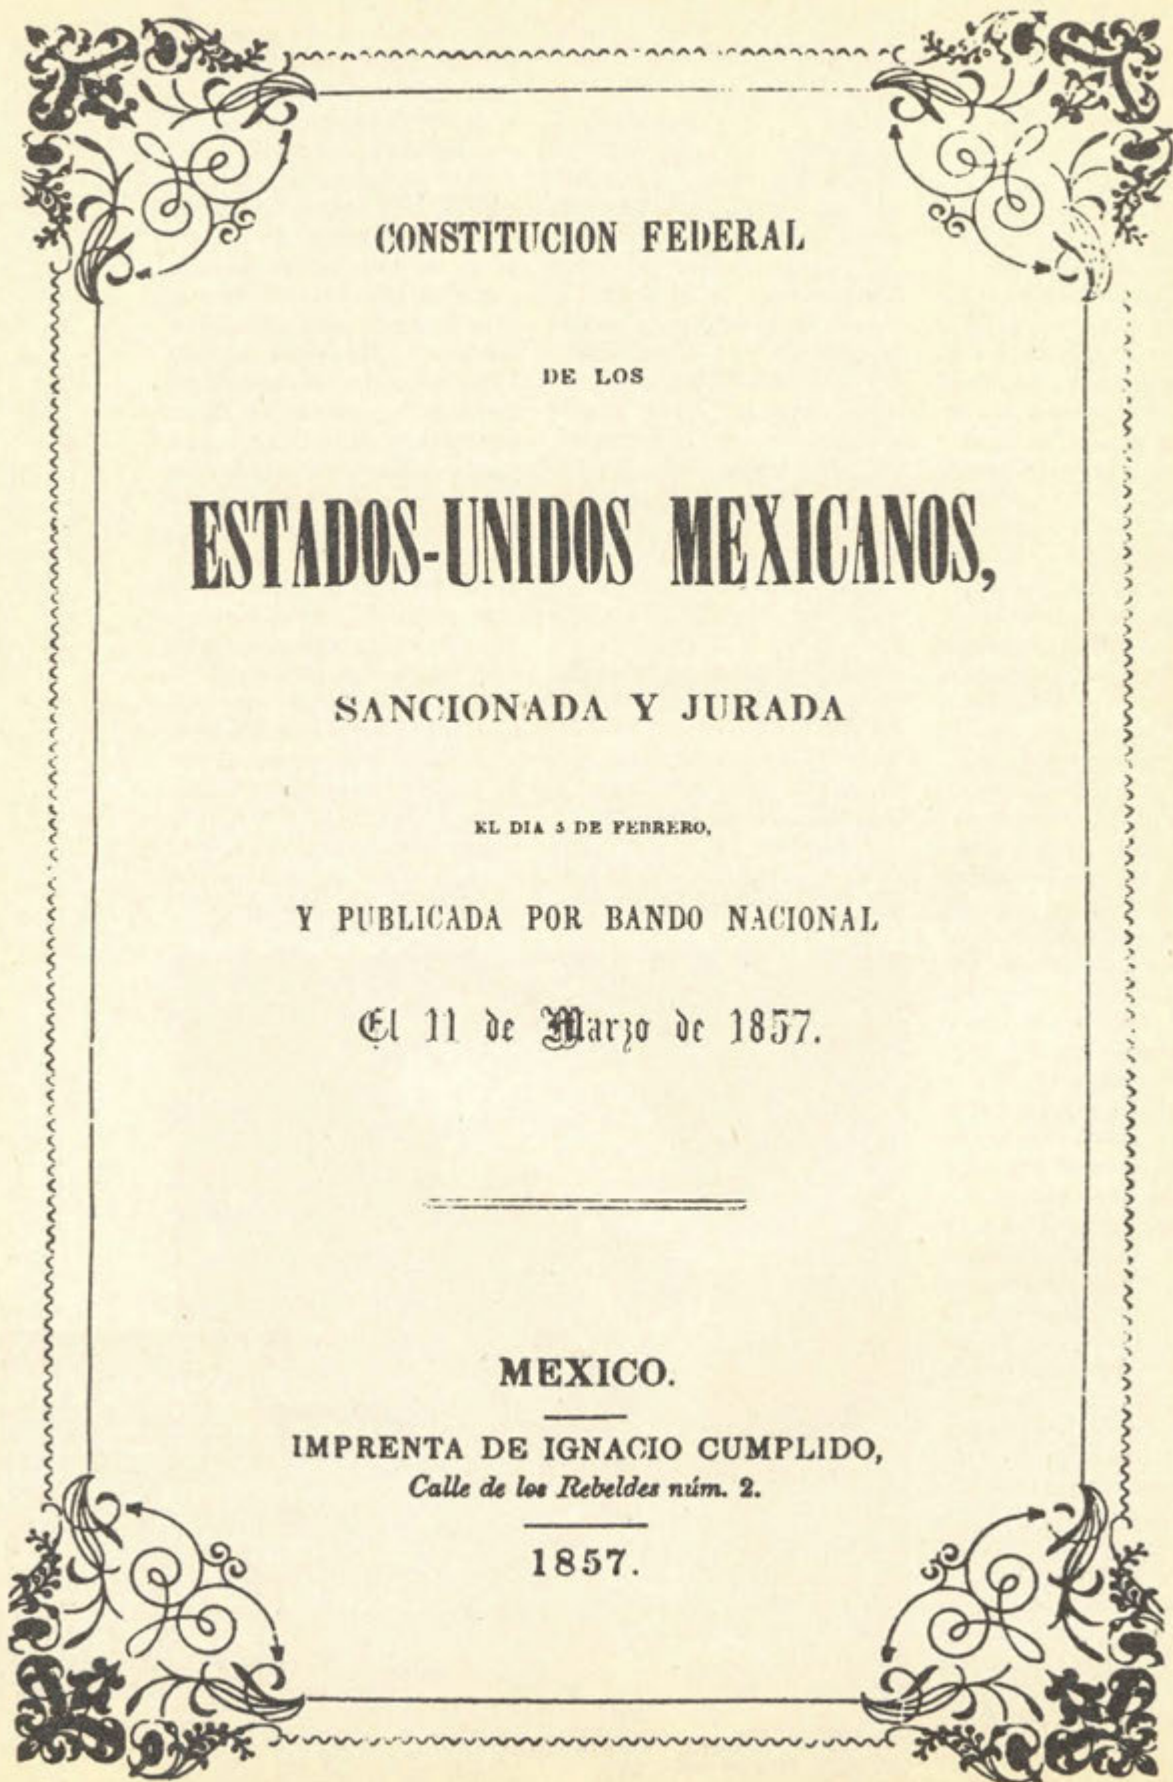 CONSTITUCION FEDERAL
DE LOS
ESTADOS-UNIDOS MEXICANOS,
SANCIONADA Y JURADA
EL DIA 5 DE FEBRERO,
Y PUBLICADA POR BANDO NACIONAL
El 11 de Marzo de 1857.
MEXICO.
IMPRENTA DE IGNACIO CUMPLIDO,
Calle de los Rebeldes núm. 2.
1857.